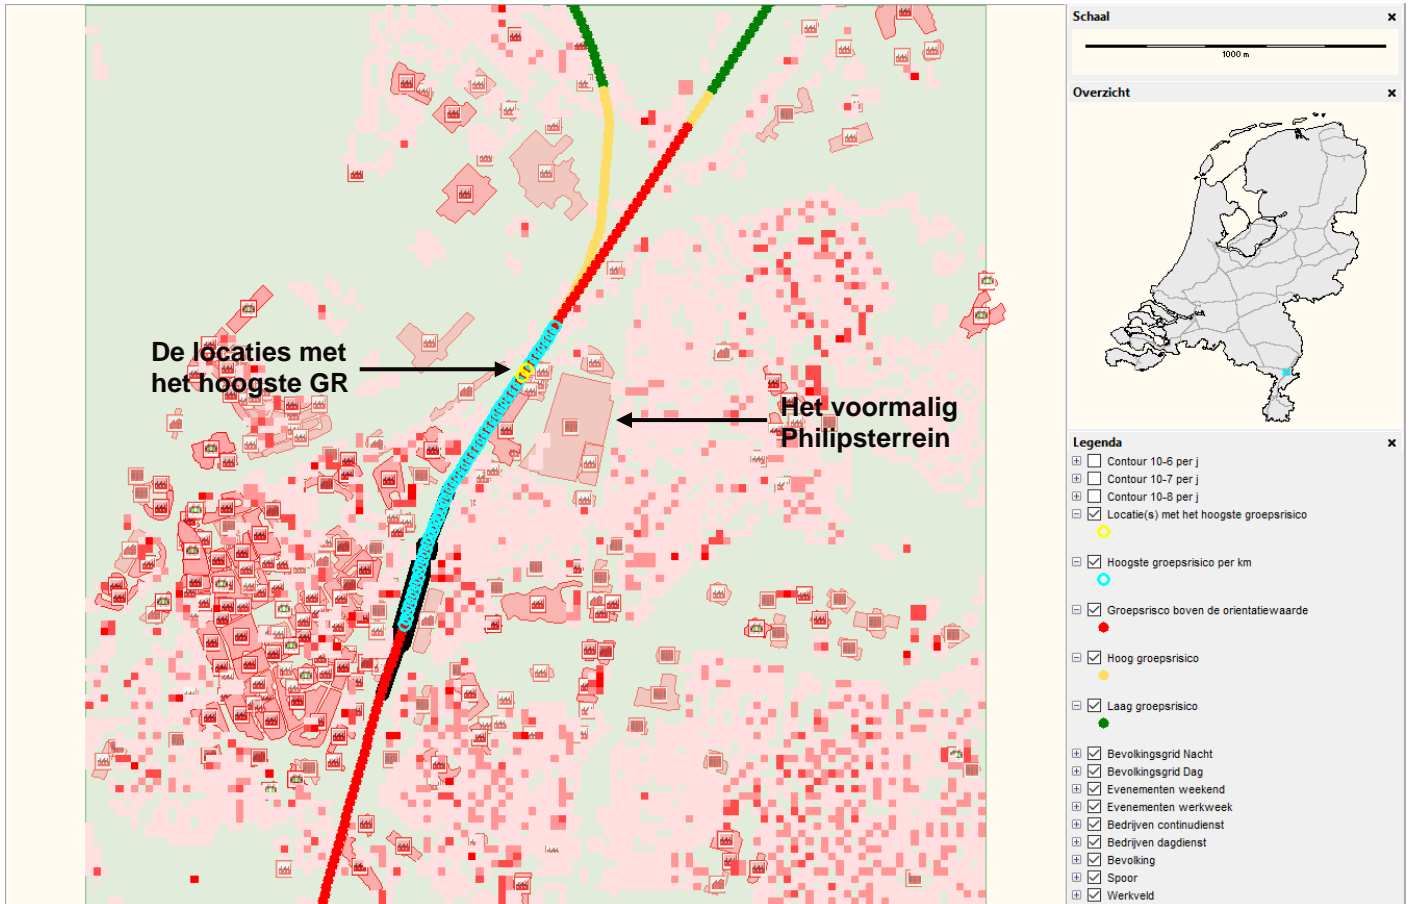 De locaties met
het hoogste GR
Het voormalig
Philipsterrein
Schaal
1000 m
Overzicht
Legenda
Contour 10-6 per j
Contour 10-7 per j
Contour 10-8 per j
Locatie(s) met het hoogste groepsrisico
Hoogste groepsrisico per km
Groepsrisco boven de orientatiewaarde
Hoog groepsrisico
Laag groepsrisico
Bevolkingsgrid Nacht
Bevolkingsgrid Dag
Evenementen weekend
Evenementen werkweek
Bedrijven continudienst
Bedrijven dagdienst
Bevolking
Spoor
Werkveld